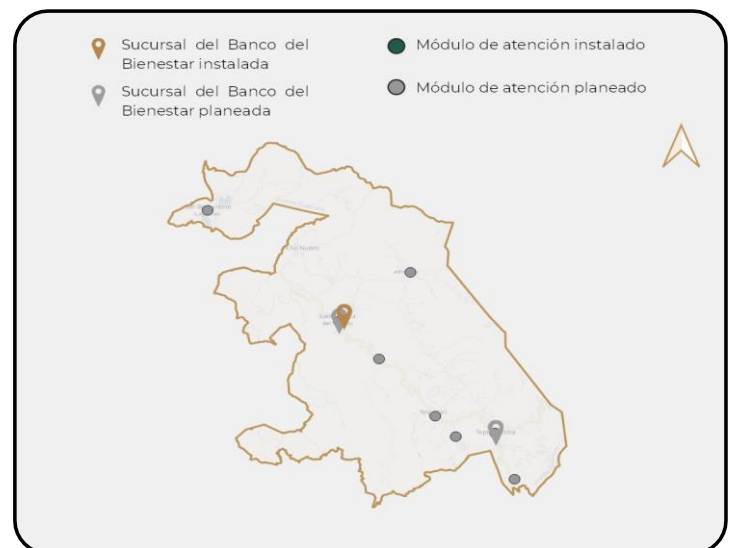 Sucursal del Banco del
Bienestar instalada
Módulo de atención instalado
Sucursal del Banco del
Bienestar planeada
Módulo de atención planeado